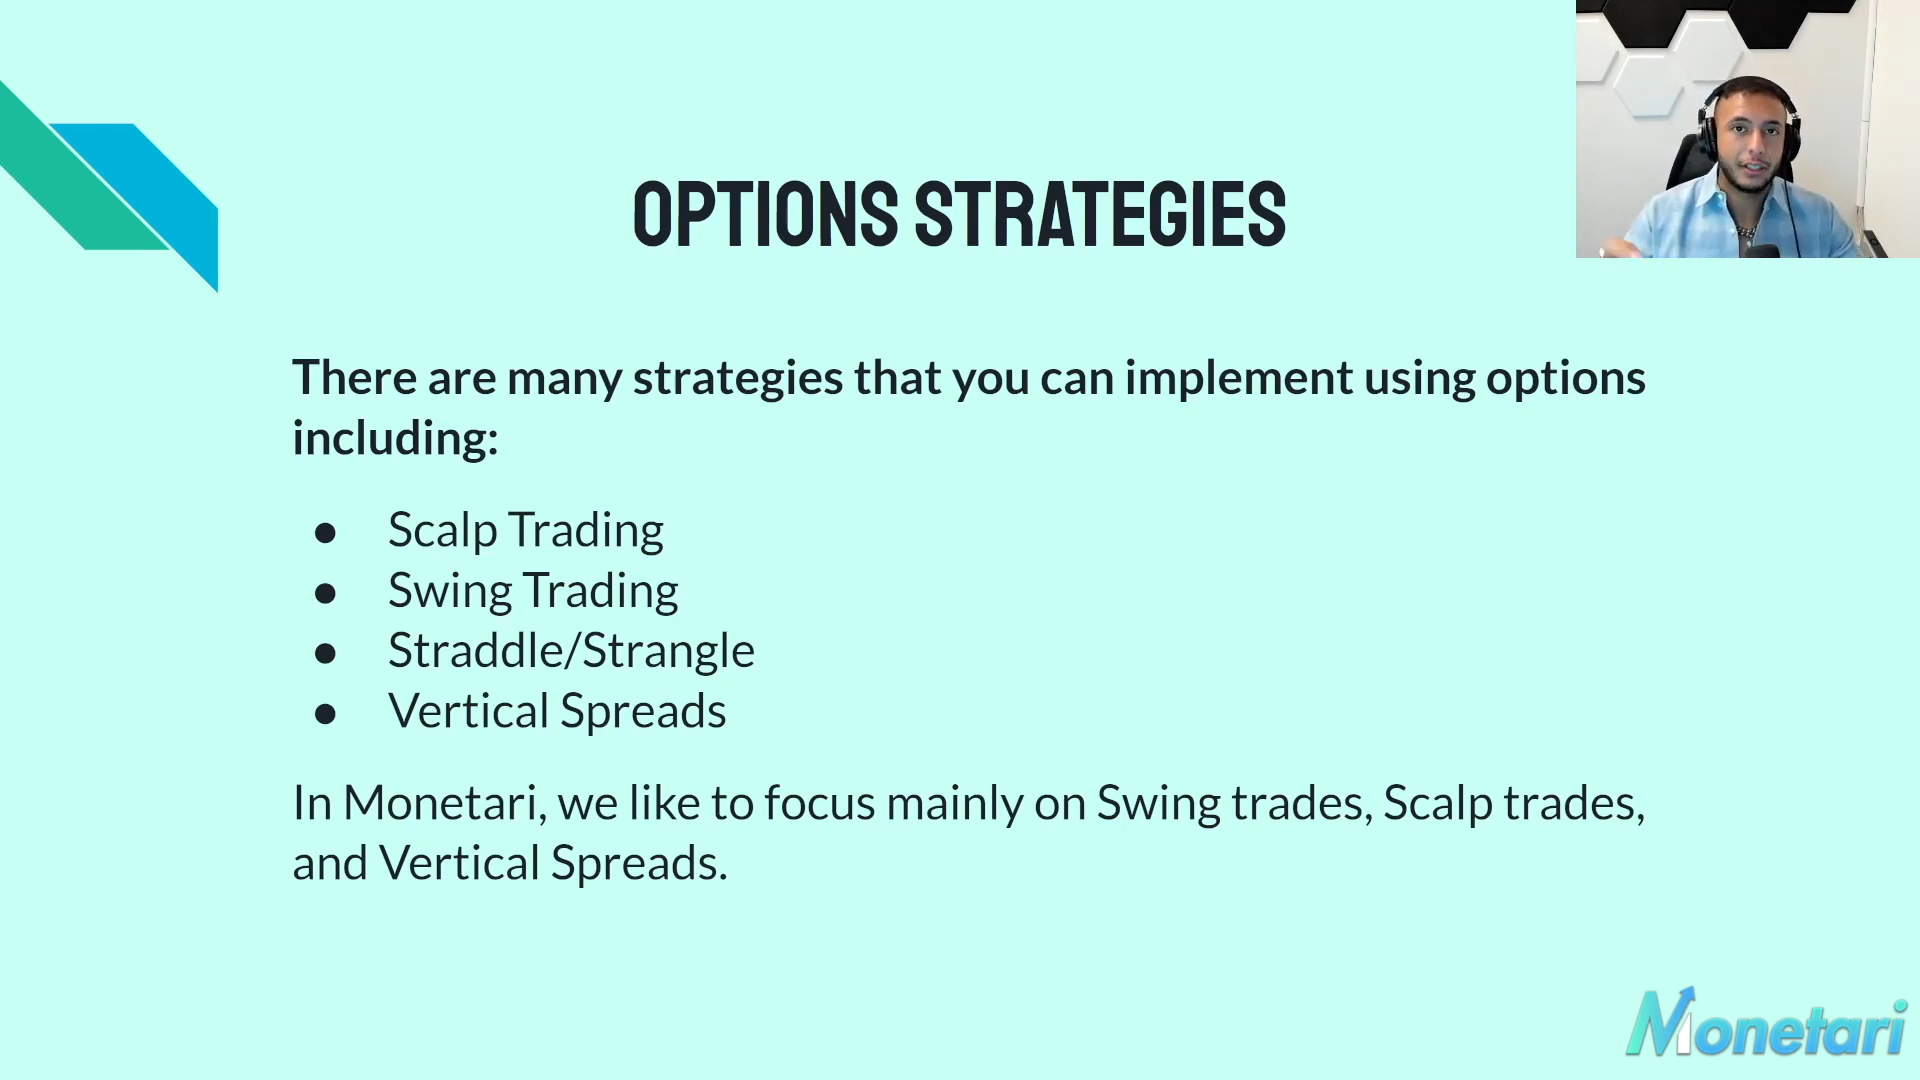 OPTIONS STRATEGIES
There are many strategies that you can implement using options
including:
● Scalp Trading
● Swing Trading
● Straddle/Strangle
● Vertical Spreads
In Monetari, we like to focus mainly on Swing trades, Scalp trades,
and Vertical Spreads.
Monetari